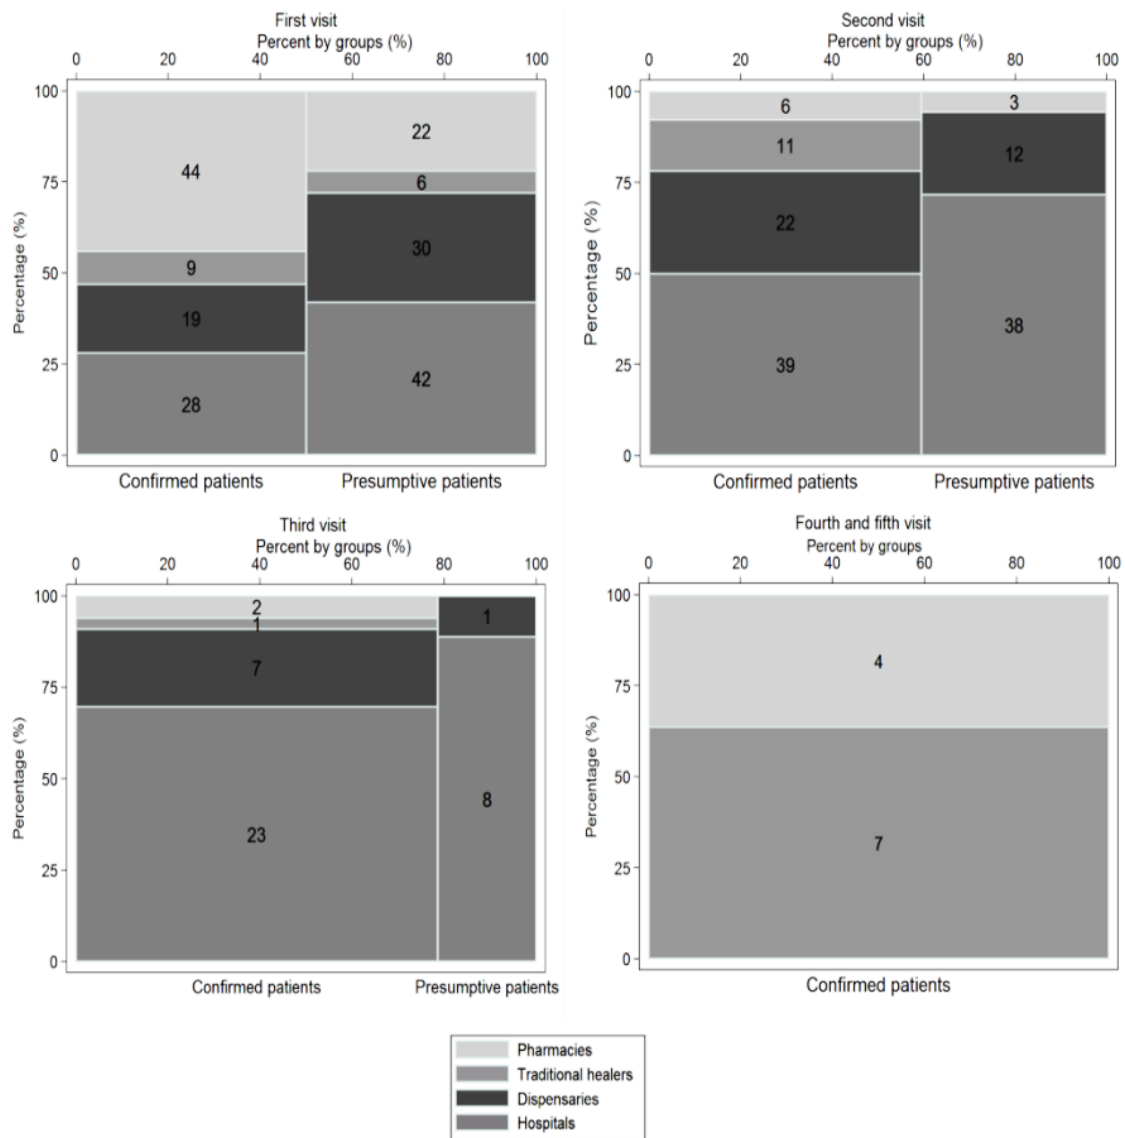 First visit
Percent by groups (%)
0 20 40 60 80 100
Percentage (%)
100
75
50
25
0
44
9
19
28
22
6
30
42
Confirmed patients
Presumptive patients
Second visit
Percent by groups (%)
0 20 40 60 80 100
Percentage (%)
100
75
50
25
0
6
11
22
39
3
12
38
Confirmed patients
Presumptive patients
Third visit
Percent by groups (%)
0 20 40 60 80 100
Percentage (%)
100
75
50
25
0
2
1
7
23
1
8
Confirmed patients
Presumptive patients
Fourth and fifth visit
Percent by groups
0 20 40 60 80 100
Percentage (%)
100
75
50
25
0
4
7
Confirmed patients
Pharmacies
Traditional healers
Dispensaries
Hospitals